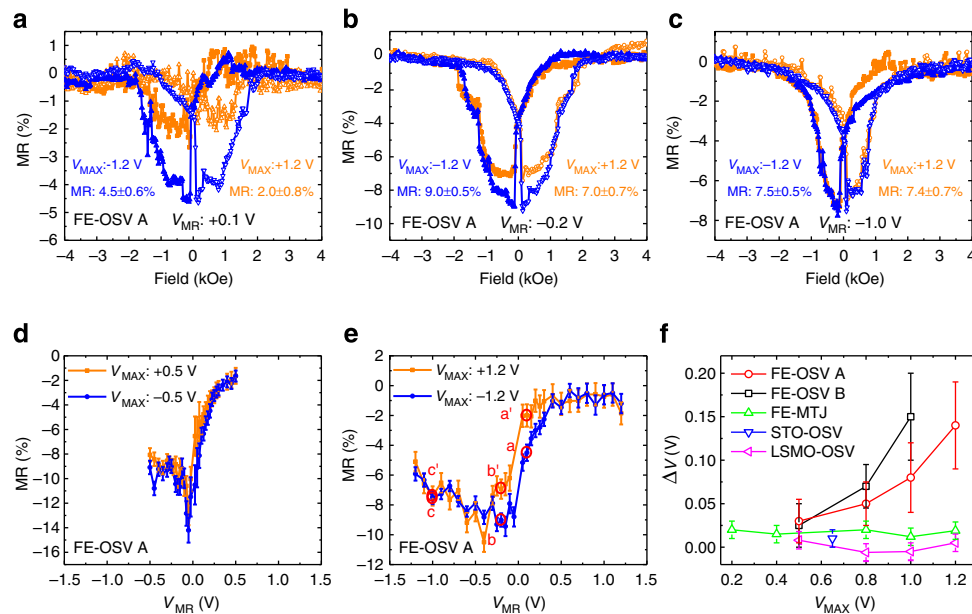 a
1
0
−1
−2
−3
−4
−5
−6
MR (%)
V_MAX:-1.2 V
MR: 4.5±0.6%
V_MAX:+1.2 V
MR: 2.0±0.8%
FE-OSV A
V_MR: +0.1 V
−4 −3 −2 −1 0 1 2 3 4
Field (kOe)
b
0
−2
−4
−6
−8
−10
MR (%)
V_MAX:−1.2 V
MR: 9.0±0.5%
V_MAX:+1.2 V
MR: 7.0±0.7%
FE-OSV A
V_MR: −0.2 V
−4 −3 −2 −1 0 1 2 3 4
Field (kOe)
c
0
−2
−4
−6
−8
MR (%)
V_MAX:−1.2 V
MR: 7.5±0.5%
V_MAX:+1.2 V
MR: 7.4±0.7%
FE-OSV A
V_MR: −1.0 V
−4 −3 −2 −1 0 1 2 3 4
Field (kOe)
d
0
−2
−4
−6
−8
−10
−12
−14
−16
MR (%)
V_MAX: +0.5 V
V_MAX: −0.5 V
FE-OSV A
−1.5 −1.0 −0.5 0.0 0.5 1.0 1.5
V_MR (V)
e
2
0
−2
−4
−6
−8
−10
−12
MR (%)
V_MAX: +1.2 V
V_MAX: −1.2 V
a'
a
b'
b
c'
c
FE-OSV A
−1.5 −1.0 −0.5 0.0 0.5 1.0 1.5
V_MR (V)
f
0.20
0.15
0.10
0.05
0.00
ΔV (V)
FE-OSV A
FE-OSV B
FE-MTJ
STO-OSV
LSMO-OSV
0.2 0.4 0.6 0.8 1.0 1.2
V_MAX (V)